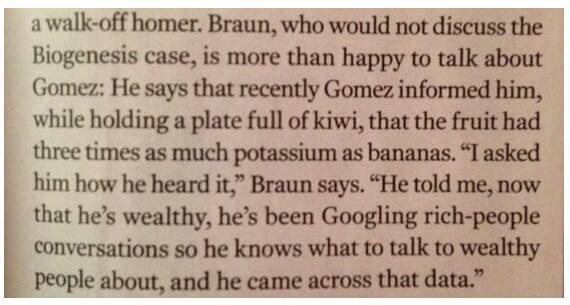 a walk-off homer. Braun, who would not discuss the
Biogenesis case, is more than happy to talk about
Gomez: He says that recently Gomez informed him,
while holding a plate full of kiwi, that the fruit had
three times as much potassium as bananas. “I asked
him how he heard it,” Braun says. “He told me, now
that he’s wealthy, he’s been Googling rich-people
conversations so he knows what to talk to wealthy
people about, and he came across that data.”